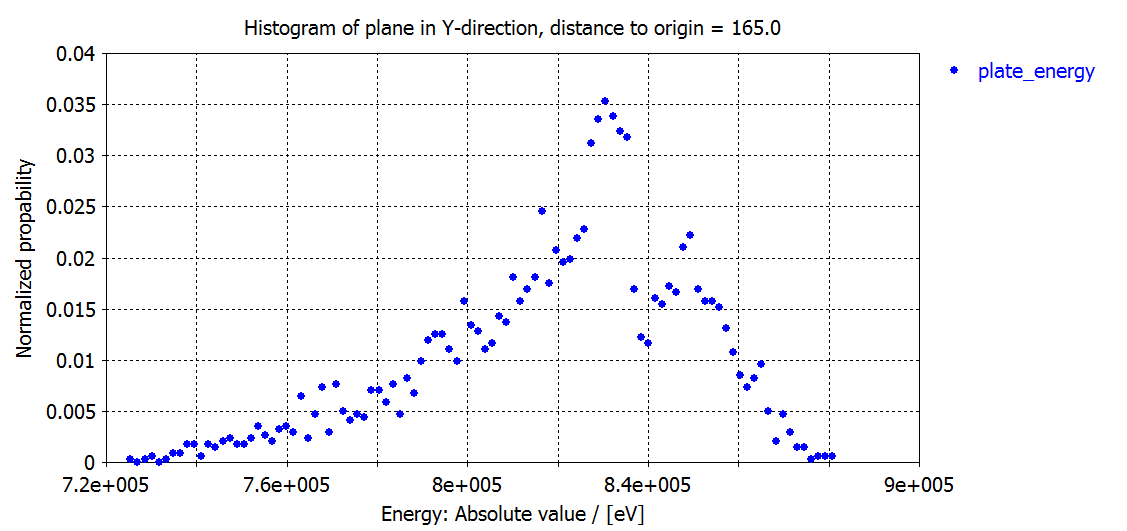 Histogram of plane in Y-direction, distance to origin = 165.0
plate_energy
Normalized propability
0.04
0.035
0.03
0.025
0.02
0.015
0.01
0.005
0
7.2e+005 7.6e+005 8e+005 8.4e+005 9e+005
Energy: Absolute value / [eV]